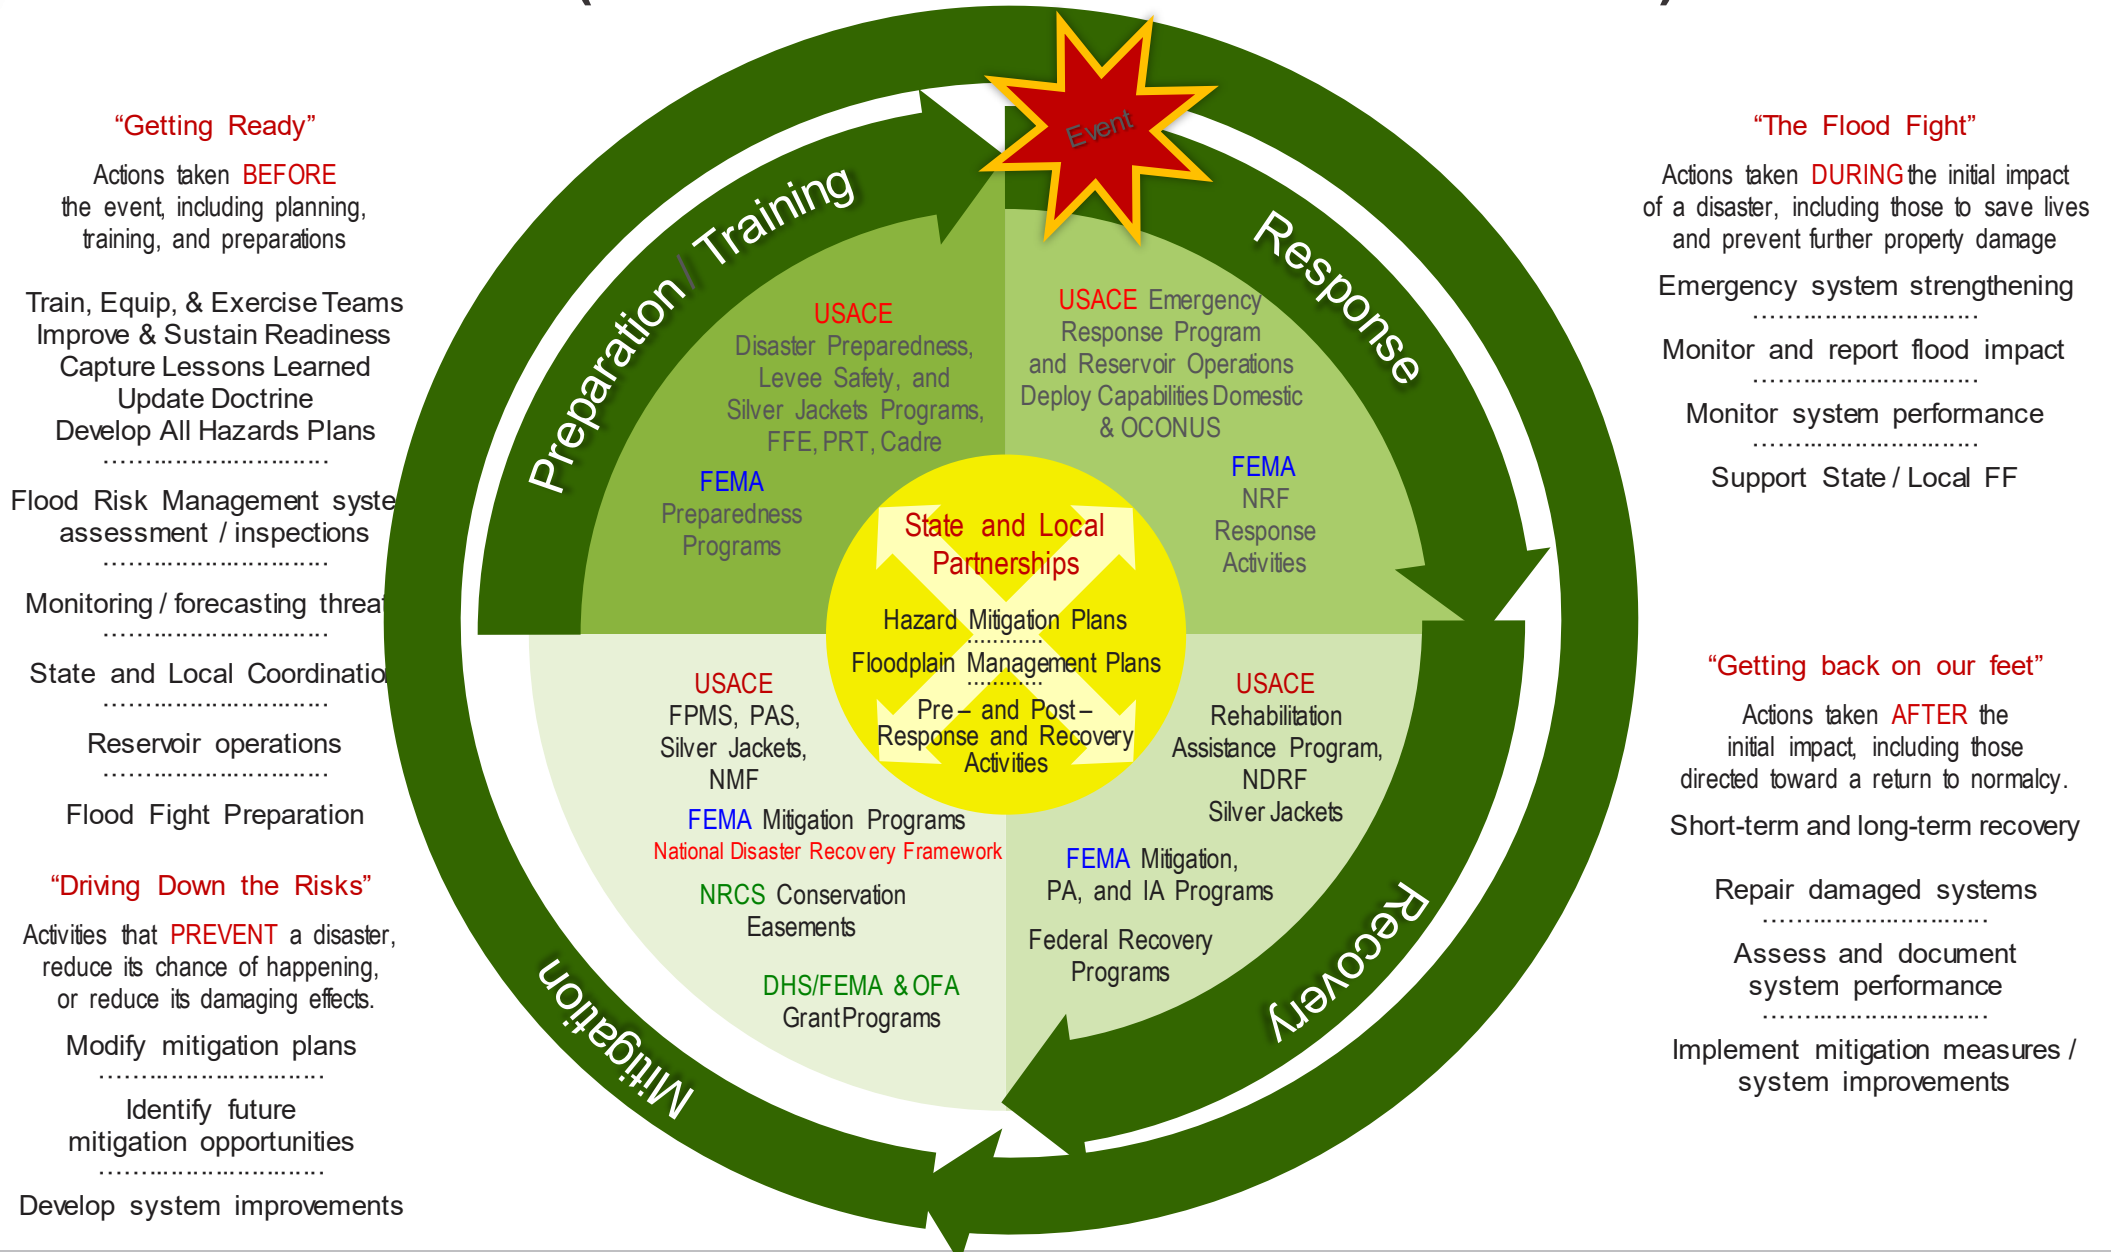 “Getting Ready”
Actions taken BEFORE
the event, including planning,
training, and preparations
Train, Equip, & Exercise Teams
Improve & Sustain Readiness
Capture Lessons Learned
Update Doctrine
Develop All Hazards Plans
Flood Risk Management syste
assessment / inspections
Monitoring / forecasting threat
State and Local Coordinatio
Reservoir operations
Flood Fight Preparation
“Driving Down the Risks”
Activities that PREVENT a disaster,
reduce its chance of happening,
or reduce its damaging effects.
Modify mitigation plans
Identify future
mitigation opportunities
Develop system improvements
Preparation / Training
USACE
Disaster Preparedness,
Levee Safety, and
Silver Jackets Programs,
FFE, PRT, Cadre
FEMA
Preparedness
Programs
Event
Response
USACE Emergency
Response Program
and Reservoir Operations
Deploy Capabilities Domestic
& OCONUS
FEMA
NRF
Response
Activities
State and Local
Partnerships
Hazard Mitigation Plans
Floodplain Management Plans
Pre – and Post –
Response and Recovery
Activities
USACE
FPMS, PAS,
Silver Jackets,
NMF
FEMA Mitigation Programs
National Disaster Recovery Framework
NRCS Conservation
Easements
DHS/FEMA & OFA
Grant Programs
Mitigation
USACE
Rehabilitation
Assistance Program,
NDRF
Silver Jackets
FEMA Mitigation,
PA, and IA Programs
Federal Recovery
Programs
Recovery
“The Flood Fight”
Actions taken DURING the initial impact
of a disaster, including those to save lives
and prevent further property damage
Emergency system strengthening
Monitor and report flood impact
Monitor system performance
Support State / Local FF
“Getting back on our feet”
Actions taken AFTER the
initial impact, including those
directed toward a return to normalcy.
Short-term and long-term recovery
Repair damaged systems
Assess and document
system performance
Implement mitigation measures /
system improvements